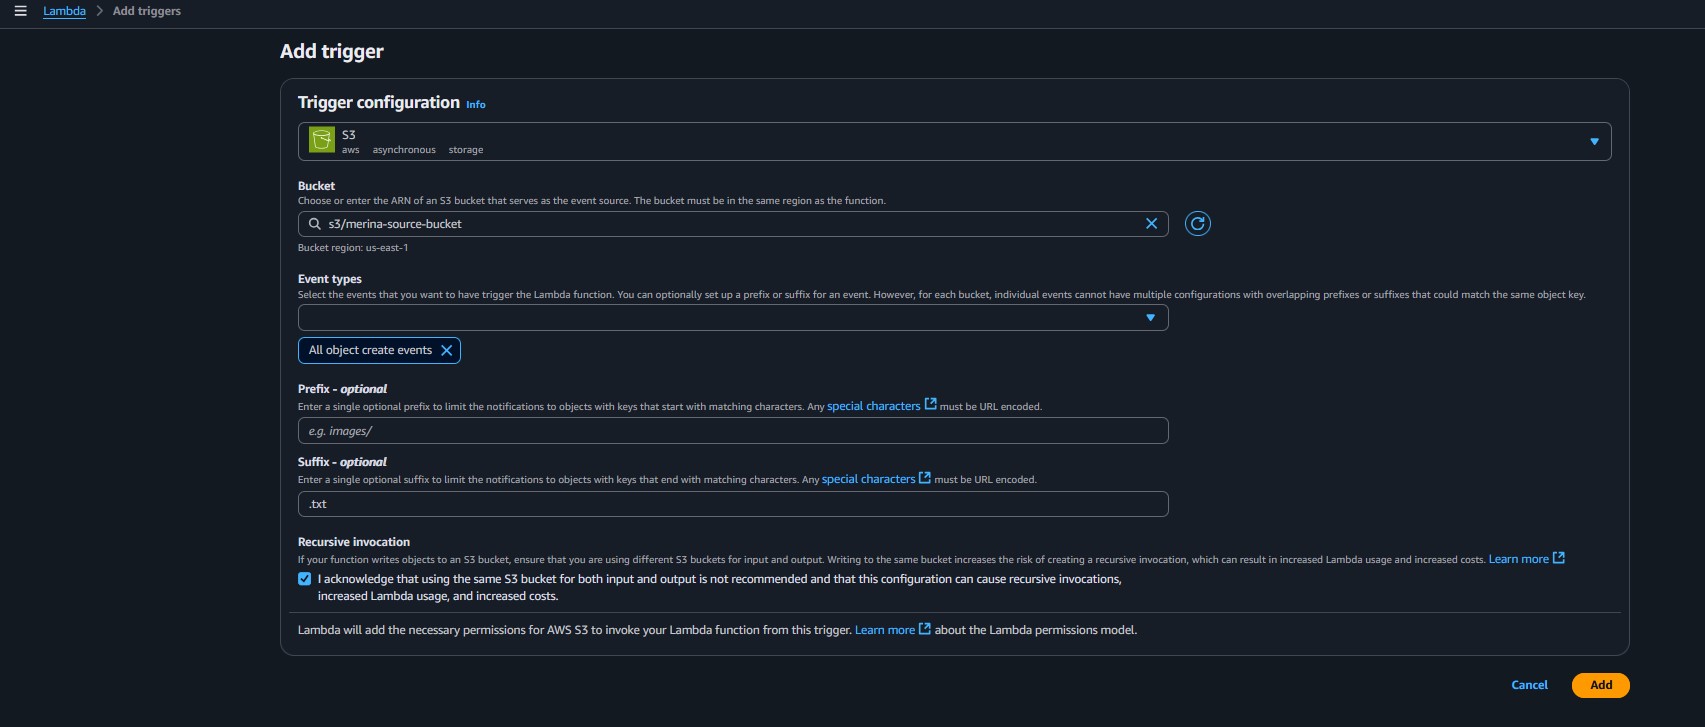 Lambda > Add triggers
Add trigger
Trigger configuration Info
S3
aws asynchronous storage
Bucket
Choose or enter the ARN of an S3 bucket that serves as the event source. The bucket must be in the same region as the function.
s3/merina-source-bucket
Bucket region: us-east-1
Event types
Select the events that you want to have trigger the Lambda function. You can optionally set up a prefix or suffix for an event. However, for each bucket, individual events cannot have multiple configurations with overlapping prefixes or suffixes that could match the same object key.
All object create events
Prefix - optional
Enter a single optional prefix to limit the notifications to objects with keys that start with matching characters. Any special characters must be URL encoded.
e.g. images/
Suffix - optional
Enter a single optional suffix to limit the notifications to objects with keys that end with matching characters. Any special characters must be URL encoded.
.txt
Recursive invocation
If your function writes objects to an S3 bucket, ensure that you are using different S3 buckets for input and output. Writing to the same bucket increases the risk of creating a recursive invocation, which can result in increased Lambda usage and increased costs. Learn more
I acknowledge that using the same S3 bucket for both input and output is not recommended and that this configuration can cause recursive invocations,
increased Lambda usage, and increased costs.
Lambda will add the necessary permissions for AWS S3 to invoke your Lambda function from this trigger. Learn more about the Lambda permissions model.
Cancel Add